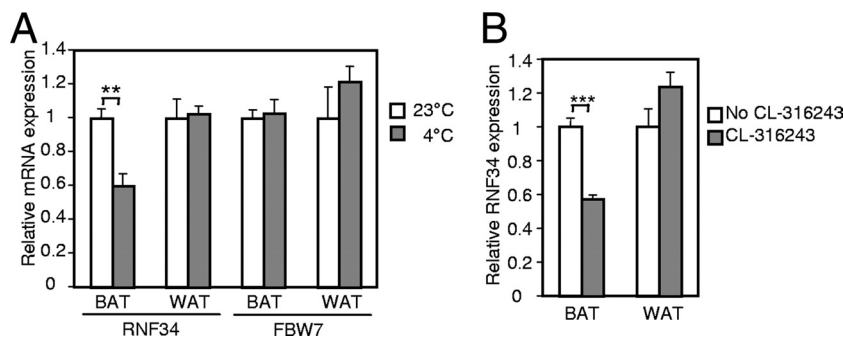 A
Relative mRNA expression
1.4
1.2
1
0.8
0.6
0.4
0.2
0
**
BAT WAT BAT WAT
RNF34 FBW7
23°C
4°C
B
Relative RNF34 expression
1.4
1.2
1
0.8
0.6
0.4
0.2
0
***
BAT WAT
No CL-316243
CL-316243